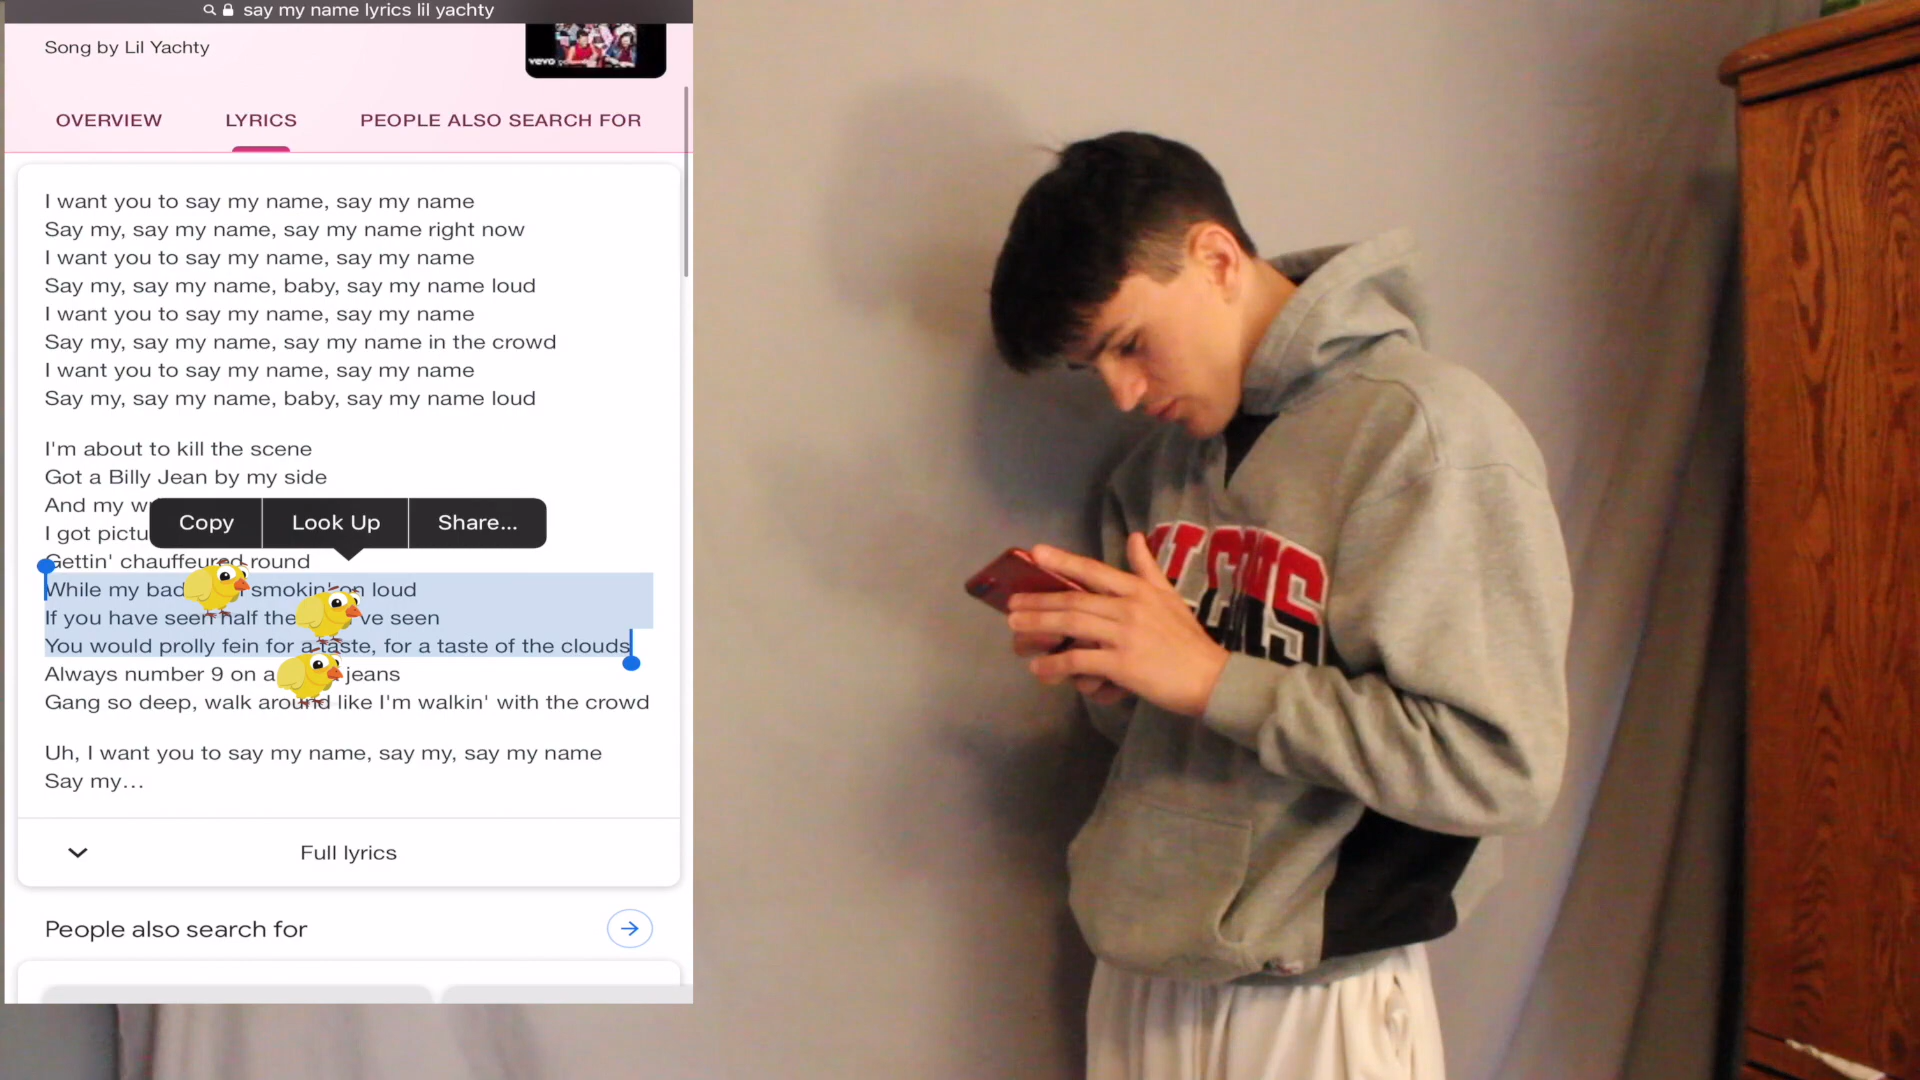 say my name lyrics lil yachty
Song by Lil Yachty
vevo
OVERVIEW LYRICS PEOPLE ALSO SEARCH FOR
I want you to say my name, say my name
Say my, say my name, say my name right now
I want you to say my name, say my name
Say my, say my name, baby, say my name loud
I want you to say my name, say my name
Say my, say my name, say my name in the crowd
I want you to say my name, say my name
Say my, say my name, baby, say my name loud
I'm about to kill the scene
Got a Billy Jean by my side
And my
I got
Copy Look Up Share...
Gettin' chauffeured round
While my smokin' on loud
If you have seen half the seen
You would prolly fein for a taste, for a taste of the clouds
Always number 9 on jeans
Gang so deep, walk around like I'm walkin' with the crowd
Uh, I want you to say my name, say my, say my name
Say my...
Full lyrics
People also search for